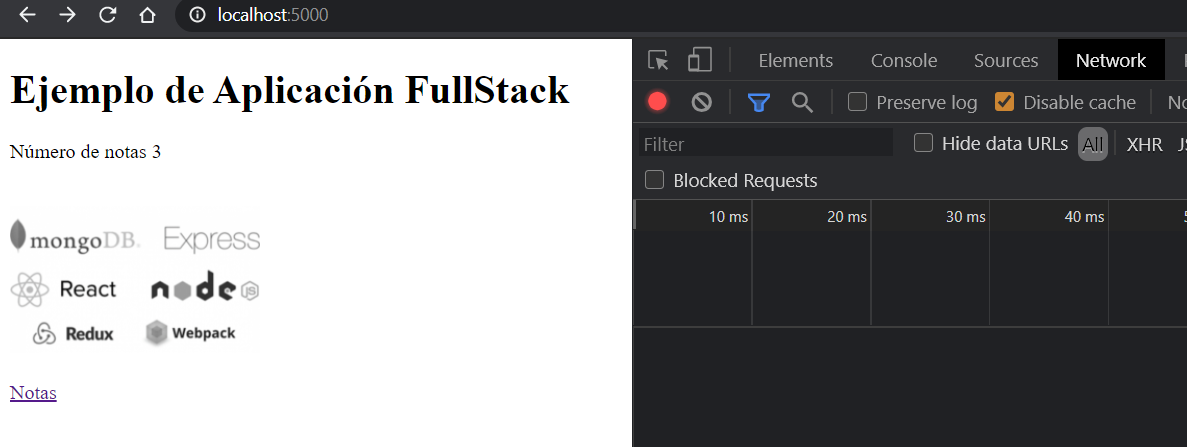 localhost:5000
Ejemplo de Aplicación FullStack
Número de notas 3
mongoDB. Express
React node JS
Redux Webpack
Notas
Elements Console Sources Network
Preserve log Disable cache No
Filter Hide data URLs All XHR JS
Blocked Requests
10 ms 20 ms 30 ms 40 ms 5